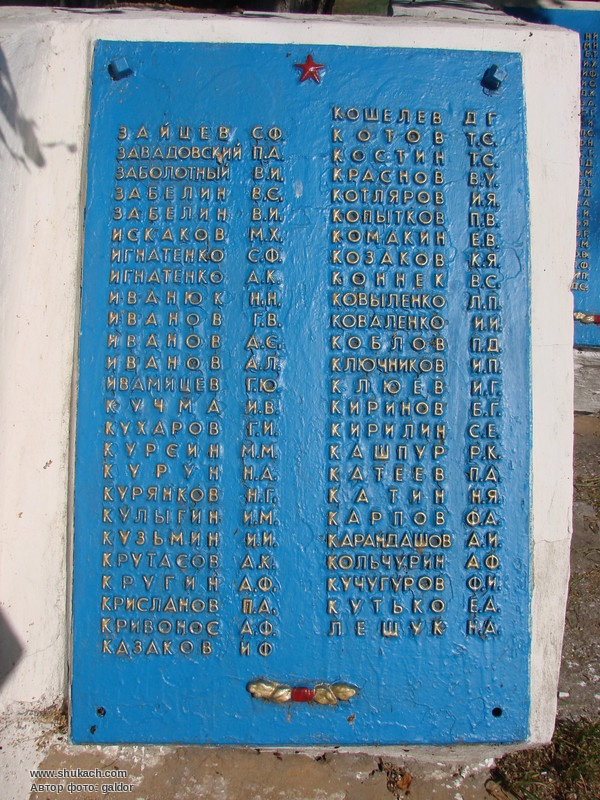 ЗАЙЦЕВ С.Ф.
ЗАВАДОВСКИЙ П.А.
ЗАБОЛОТНЫЙ В.И.
ЗАБЕЛИН В.С.
ЗАБЕЛИН В.И.
ИСКАКОВ М.Х.
ИГНАТЕНКО С.Ф.
ИГНАТЕНКО А.К.
ИВАНЮК Н.Н.
ИВАНОВ Г.В.
ИВАНОВ А.С.
ИВАНОВ А.Л.
ИВАМИЦЕВ Г.Ю.
КУЧМА И.В.
КУХАРОВ Г.И.
КУРСИН М.М.
КУРУН Н.А.
КУРЯНКОВ Н.Г.
КУЛЫГИН И.М.
КУЗЬМИН И.И.
КРУТАСОВ А.К.
КРУГИН А.Ф.
КРИСЛАНОВ П.А.
КРИВОНОС А.Ф.
КАЗАКОВ И Ф
КОШЕЛЕВ Д Г.
КОТОВ Т.С.
КОСТИН Т.С.
КРАСНОВ В.У.
КОТЛЯРОВ И.Я.
КОПЫТКОВ П.В.
КОМАКИН Е.В.
КОЗАКОВ К.Я
КОННЕК В.С.
КОВЫЛЕНКО Л.П.
КОВАЛЕНКО И.И.
КОБЛОВ П.Д.
КЛЮЧНИКОВ И.П.
КЛЮЕВ И.Г.
КИРИНОВ Е.Г.
КИРИЛИН С.Е.
КАШПУР Р.К.
КАТЕЕВ П.А.
КАТИН Н.Я.
КАРПОВ Ф.А.
КАРАНДАШОВ А.И.
КОЛЬЧУРИН А.Ф.
КУЧУГУРОВ Ф.И.
КУТЬКО Е.А.
ЛЕЩУК Н.А.
www.shukach.com
Автор фото: galdor